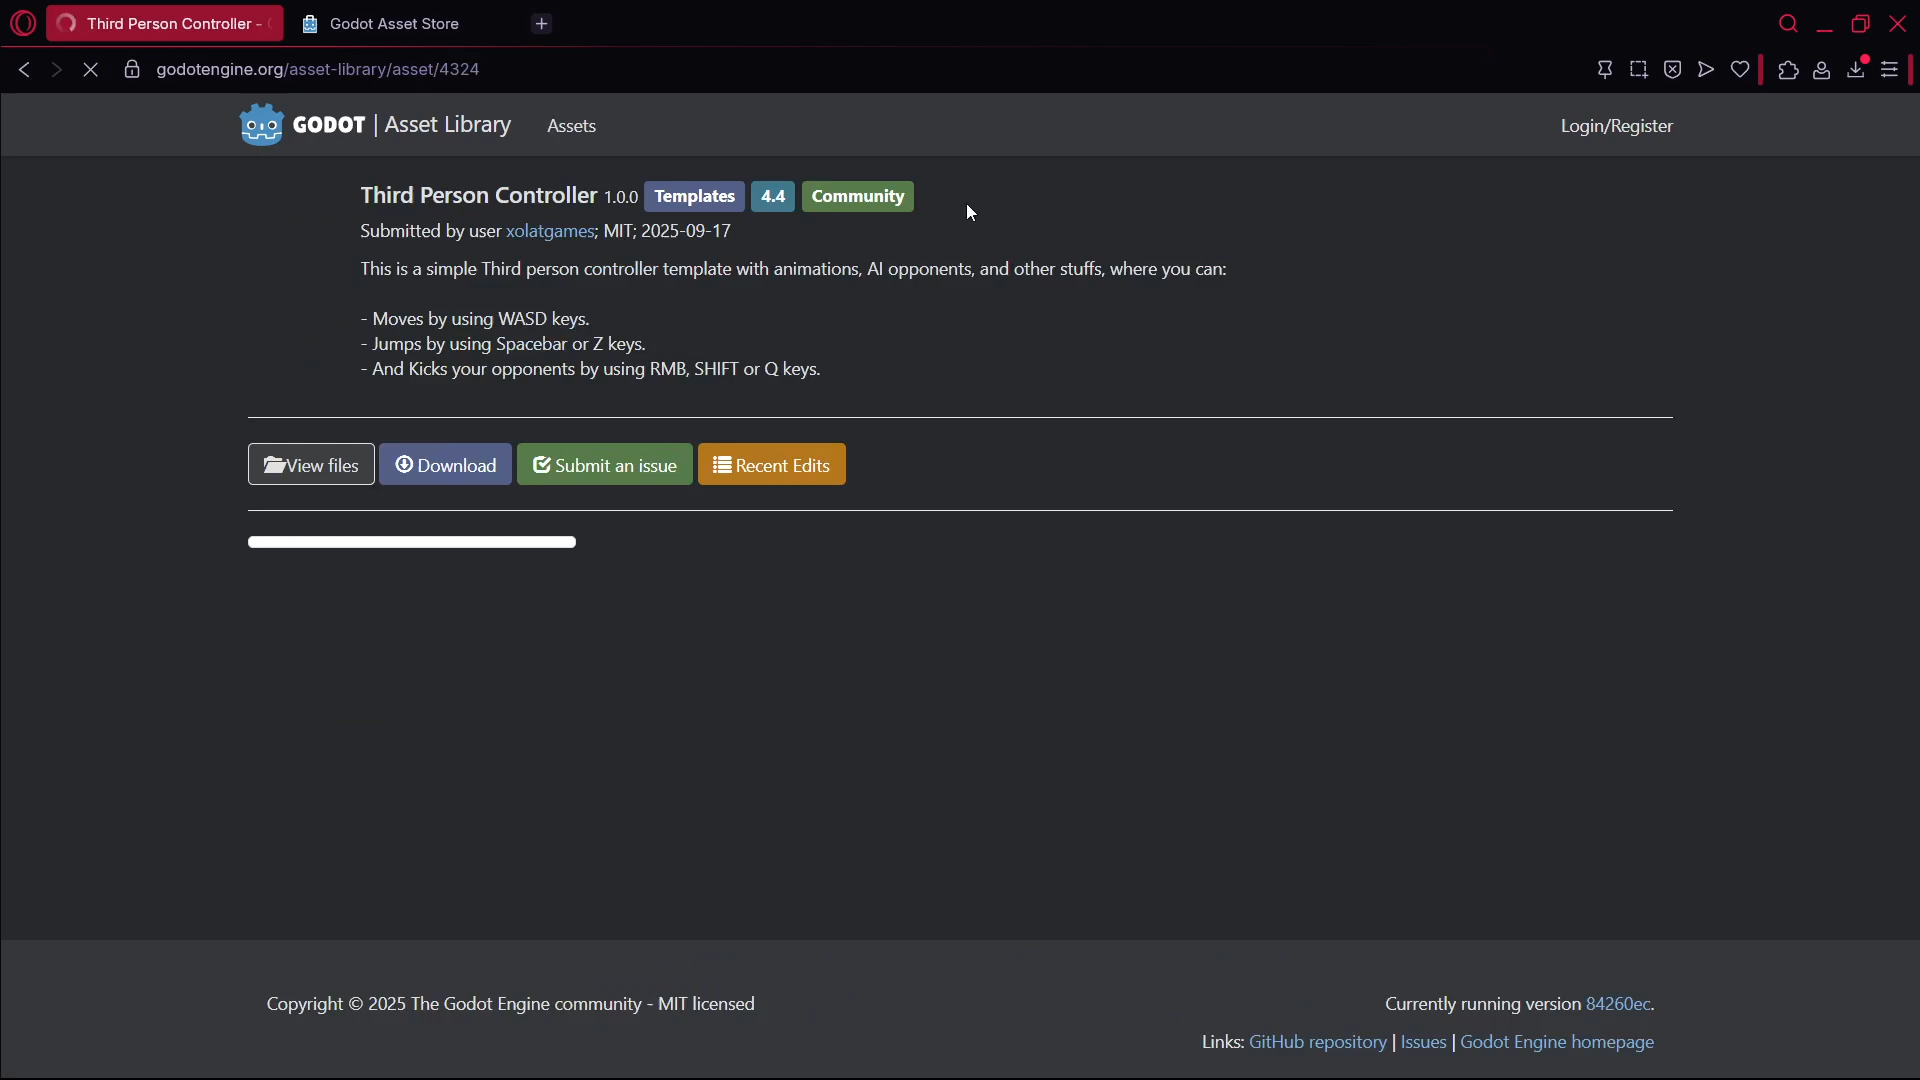 Third Person Controller -
Godot Asset Store
godotengine.org/asset-library/asset/4324
GODOT | Asset Library
Assets
Login/Register
Third Person Controller 1.0.0 Templates 4.4 Community
Submitted by user xolatgames; MIT; 2025-09-17
This is a simple Third person controller template with animations, AI opponents, and other stuffs, where you can:
- Moves by using WASD keys.
- Jumps by using Spacebar or Z keys.
- And Kicks your opponents by using RMB, SHIFT or Q keys.
View files
Download
Submit an issue
Recent Edits
Copyright © 2025 The Godot Engine community - MIT licensed
Currently running version 84260ec.
Links: GitHub repository | Issues | Godot Engine homepage